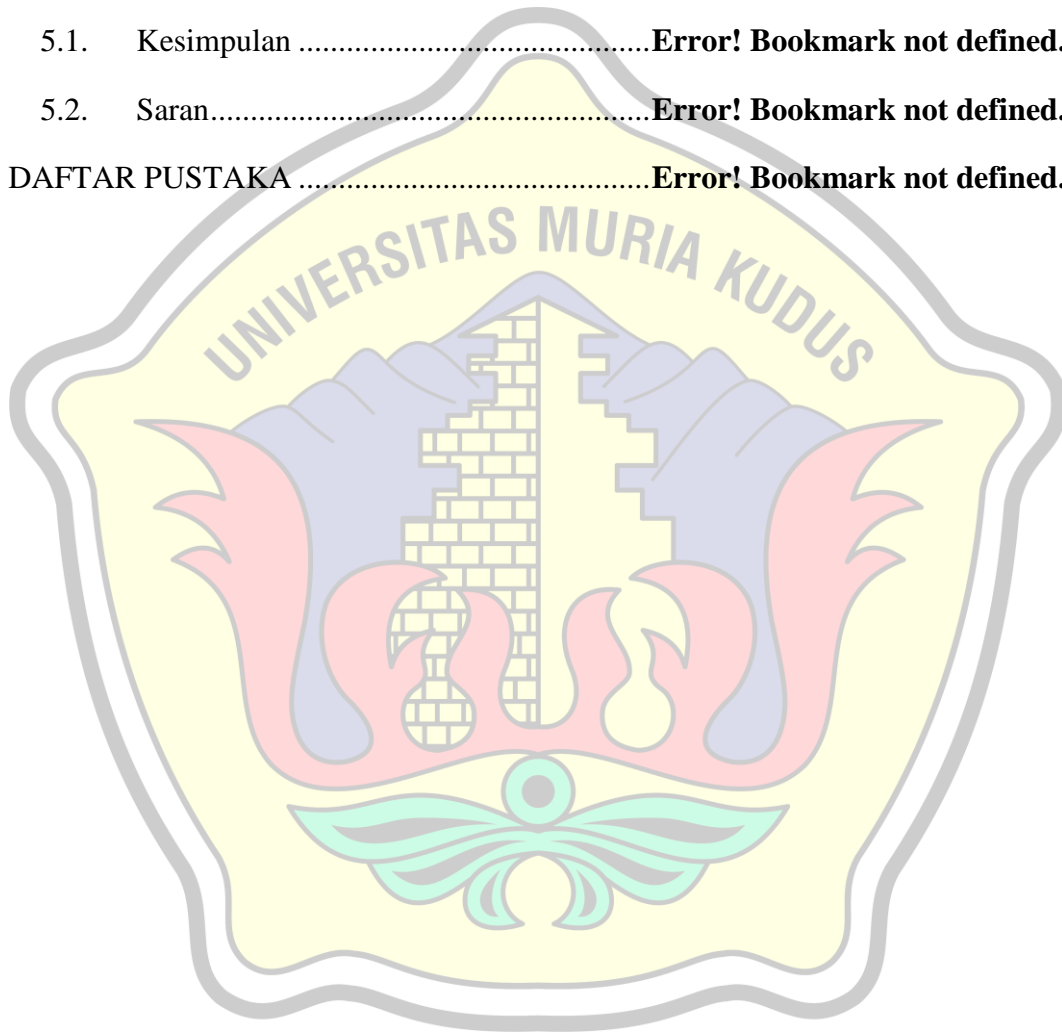 5.1. Kesimpulan ............................................Error! Bookmark not defined.
5.2. Saran.......................................................Error! Bookmark not defined.
DAFTAR PUSTAKA ............................................Error! Bookmark not defined.
UNIVERSITAS MURIA KUDUS